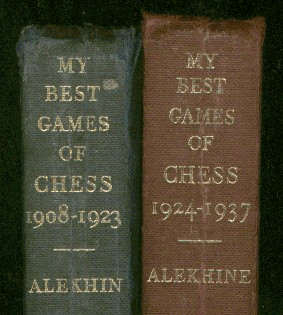 MY
BEST
GAMES
OF
CHESS
1908-1923
ALEKHIN
MY
BEST
GAMES
OF
CHESS
1924-1937
ALEKHINE